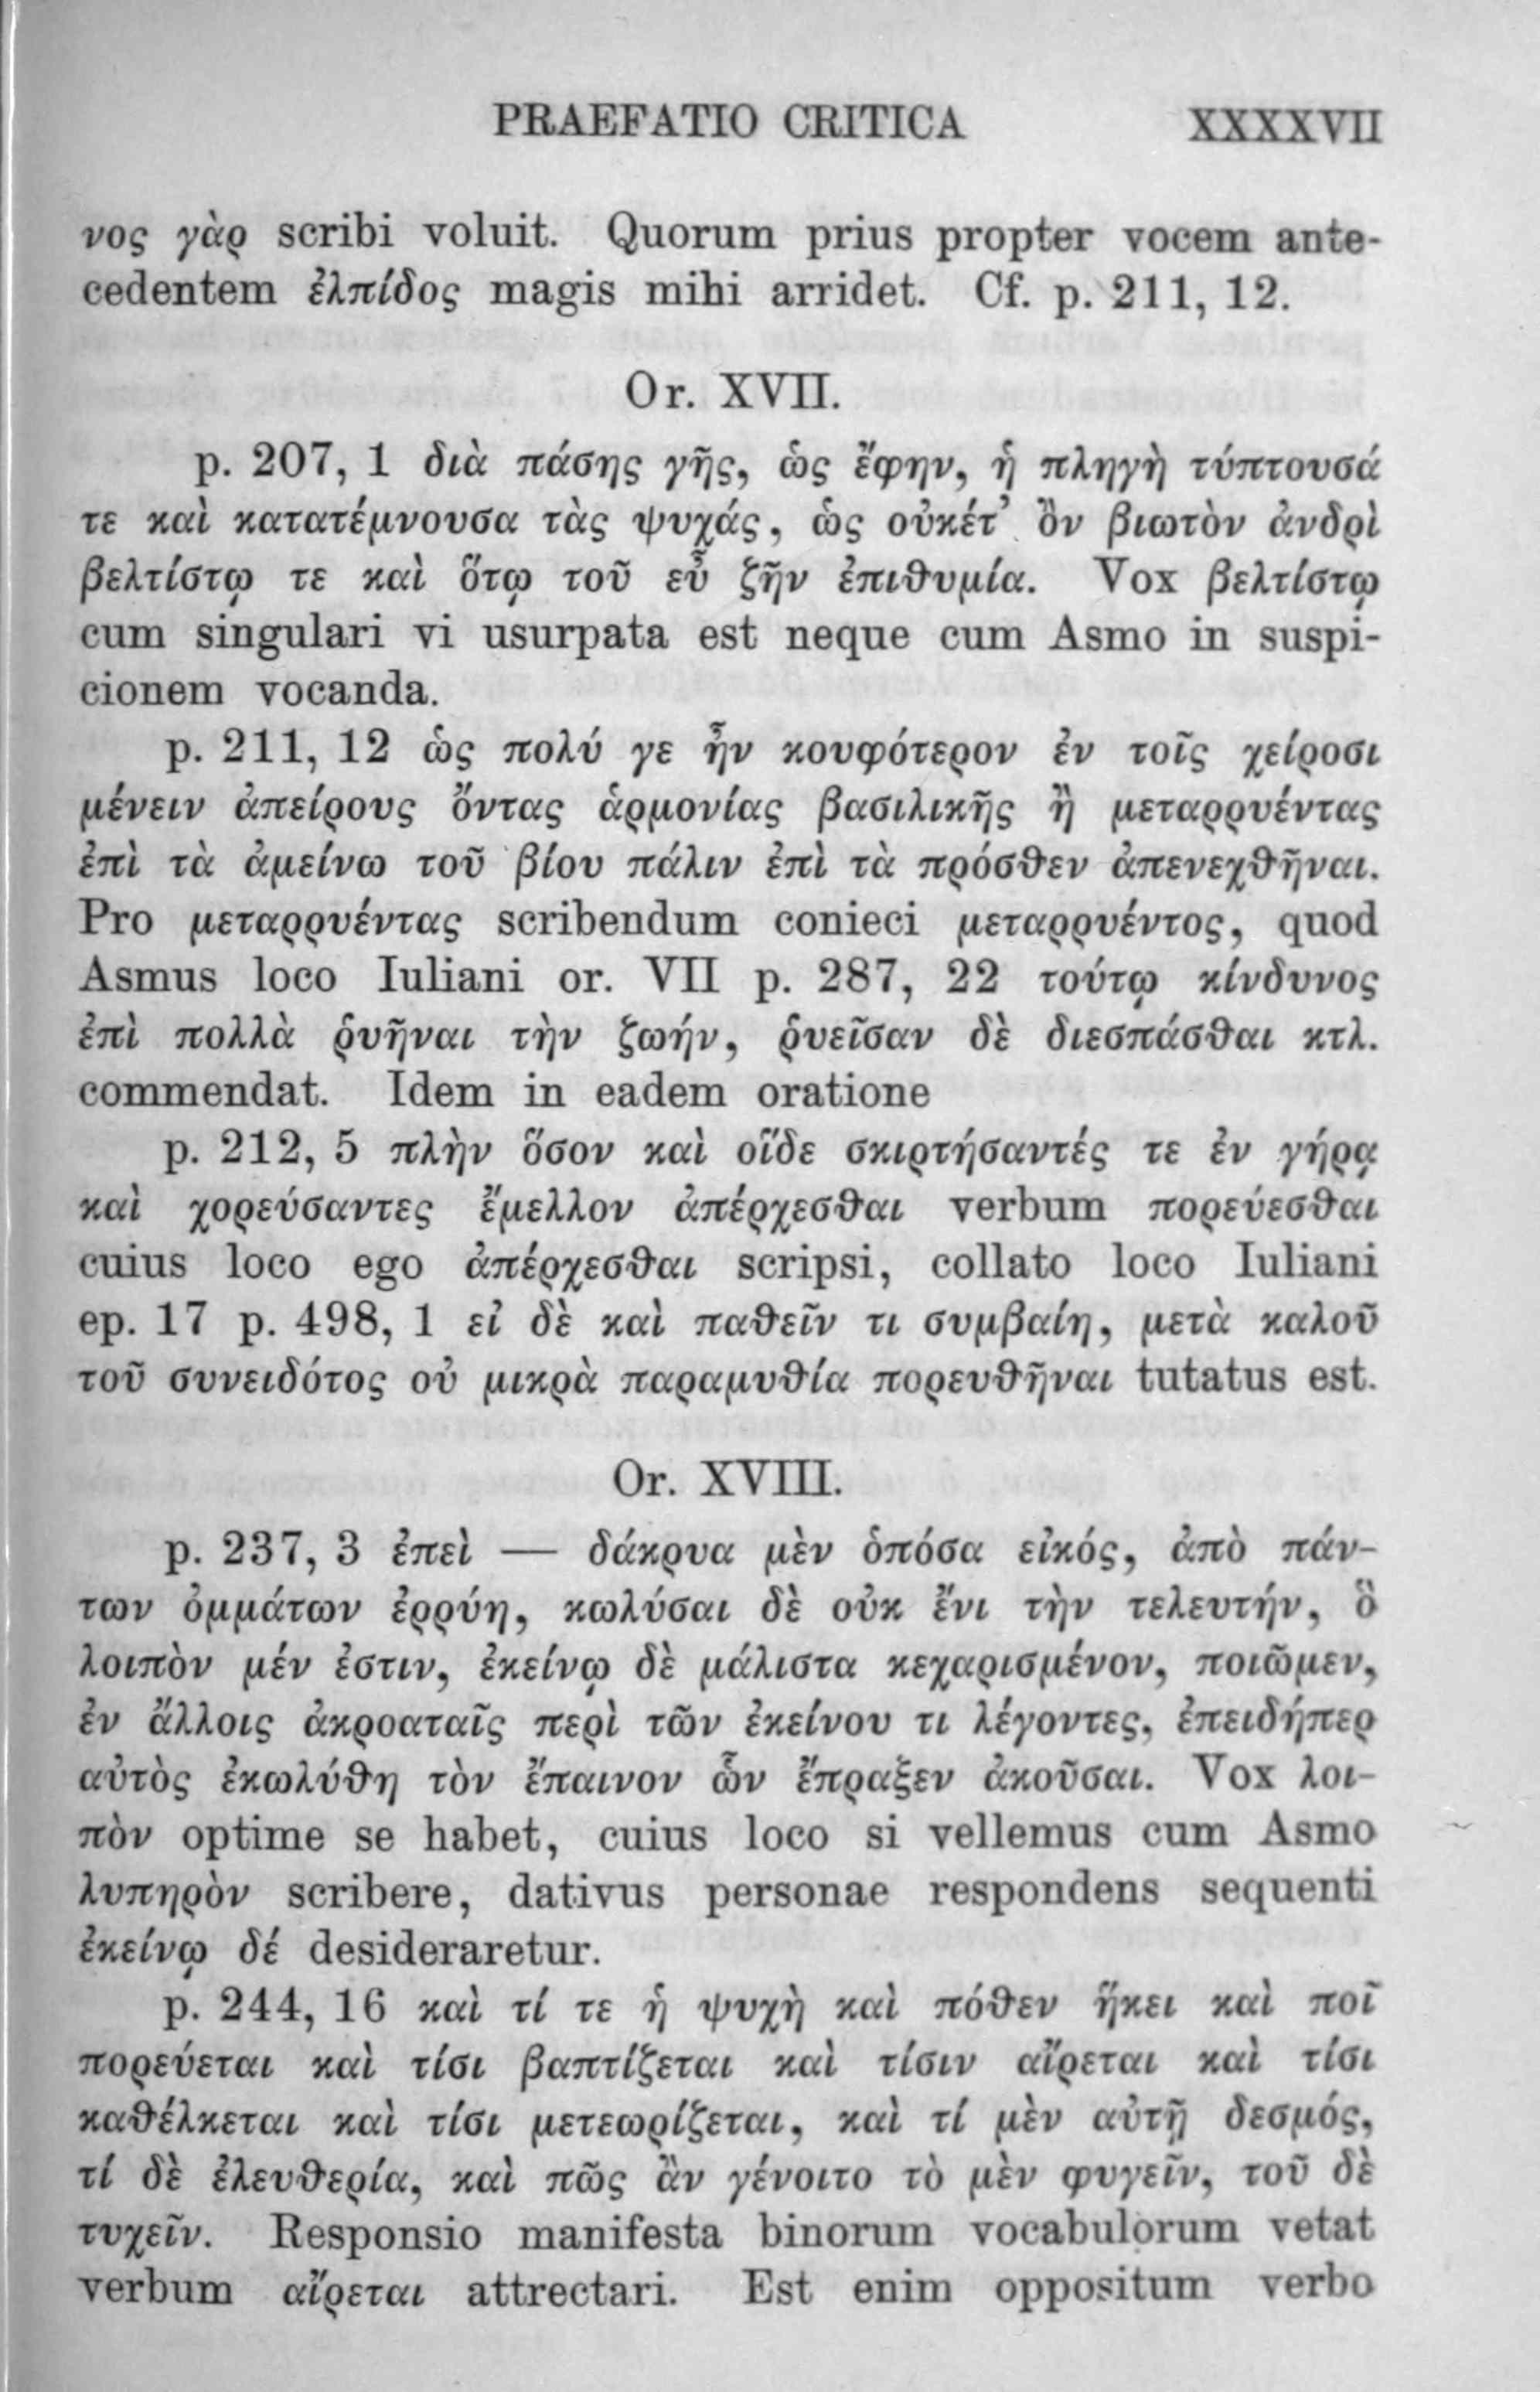 PRAEFATIO CRITICA XXXXVII
νος γὰρ scribi voluit. Quorum prius propter vocem ante-
cedentem ἐλπίδος magis mihi arridet. Cf. p. 211, 12.
Or. XVII.
p. 207, 1 διὰ πάσης γῆς, ὡς ἔφην, ἡ πληγὴ τύπτουσά
τε καὶ κατατέμνουσα τὰς ψυχάς, ὡς οὐκέτ’ ὂν βιωτὸν ἀνδρὶ
βελτίστῳ τε καὶ ὅτῳ τοῦ εὖ ζῆν ἐπιθυμία. Vox βελτίστῳ
cum singulari vi usurpata est neque cum Asmo in suspi-
cionem vocanda.
p. 211, 12 ὡς πολύ γε ἦν κουφότερον ἐν τοῖς χείροσι
μένειν ἀπείρους ὄντας ἁρμονίας βασιλικῆς ἢ μεταρρυέντας
ἐπὶ τὰ ἀμείνω τοῦ βίου πάλιν ἐπὶ τὰ πρόσθεν ἀπενεχθῆναι.
Pro μεταρρυέντας scribendum conieci μεταρρυέντος, quod
Asmus loco Iuliani or. VII p. 287, 22 τούτῳ κίνδυνος
ἐπὶ πολλὰ ῥυῆναι τὴν ζωήν, ῥυεῖσαν δὲ διεσπάσθαι κτλ.
commendat. Idem in eadem oratione
p. 212, 5 πλὴν ὅσον καὶ οἵδε σκιρτήσαντές τε ἐν γήρᾳ
καὶ χορεύσαντες ἔμελλον ἀπέρχεσθαι verbum πορεύεσθαι
cuius loco ego ἀπέρχεσθαι scripsi, collato loco Iuliani
ep. 17 p. 498, 1 εἰ δὲ καὶ παθεῖν τι συμβαίη, μετὰ καλοῦ
τοῦ συνειδότος οὐ μικρὰ παραμυθία πορευθῆναι tutatus est.
Or. XVIII.
p. 237, 3 ἐπεὶ — δάκρυα μὲν ὁπόσα εἰκός, ἀπὸ πάν-
των ὀμμάτων ἐρρύη, κωλῦσαι δὲ οὐκ ἔνι τὴν τελευτήν, ὃ
λοιπὸν μέν ἐστιν, ἐκείνῳ δὲ μάλιστα κεχαρισμένον, ποιῶμεν,
ἐν ἄλλοις ἀκροαταῖς περὶ τῶν ἐκείνου τι λέγοντες, ἐπειδήπερ
αὐτὸς ἐκωλύθη τὸν ἔπαινον ὧν ἔπραξεν ἀκοῦσαι. Vox λοι-
πὸν optime se habet, cuius loco si vellemus cum Asmo
λυπηρὸν scribere, dativus personae respondens sequenti
ἐκείνῳ δέ desideraretur.
p. 244, 16 καὶ τί τε ἡ ψυχὴ καὶ πόθεν ἥκει καὶ ποῖ
πορεύεται καὶ τίσι βαπτίζεται καὶ τίσιν αἴρεται καὶ τίσι
καθέλκεται καὶ τίσι μετεωρίζεται, καὶ τί μὲν αὐτῇ δεσμός,
τί δὲ ἐλευθερία, καὶ πῶς ἂν γένοιτο τὸ μὲν φυγεῖν, τοῦ δὲ
τυχεῖν. Responsio manifesta binorum vocabulorum vetat
verbum αἴρεται attrectari. Est enim oppositum verbo